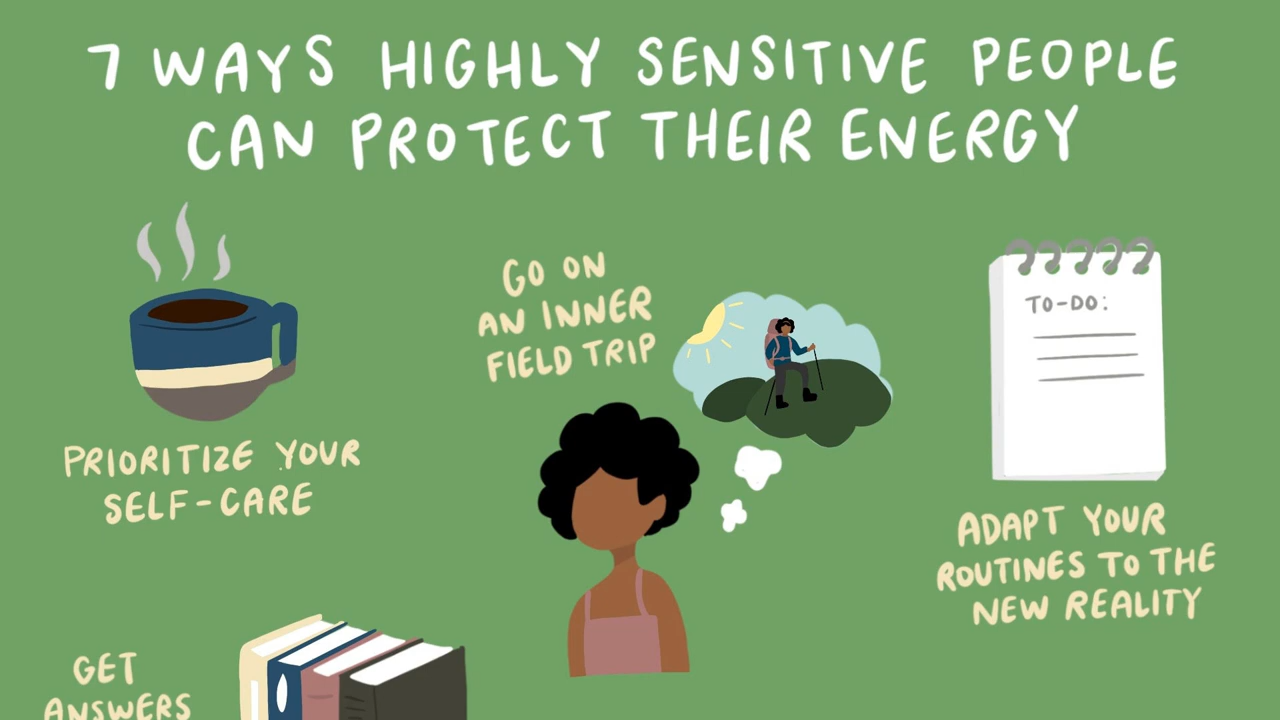 7 WAYS HIGHLY SENSITIVE PEOPLE
CAN PROTECT THEIR ENERGY
PRIORITIZE YOUR
SELF-CARE
GO ON
AN INNER
FIELD TRIP
TO-DO:
ADAPT YOUR
ROUTINES TO THE
NEW REALITY
GET
ANSWERS